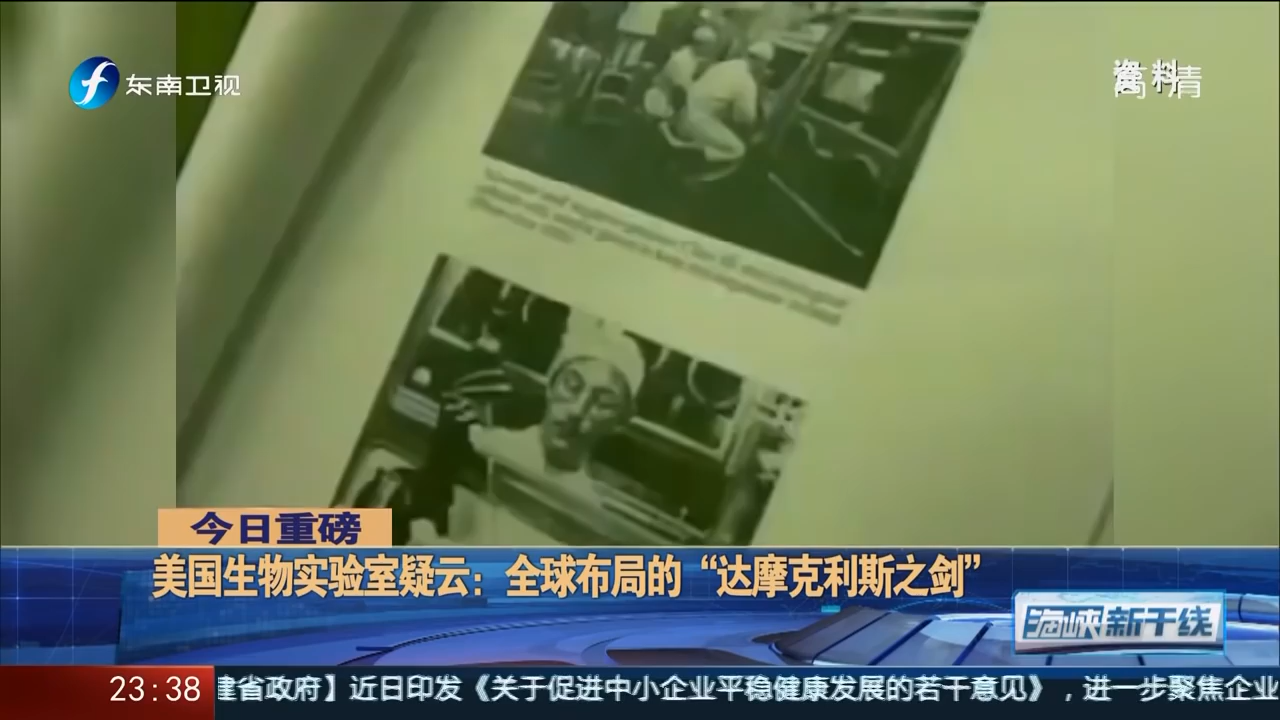 东南卫视
资料
高清
今日重磅
美国生物实验室疑云：全球布局的“达摩克利斯之剑”
海峡新干线
23:38
建省政府】近日印发《关于促进中小企业平稳健康发展的若干意见》，进一步聚焦企业